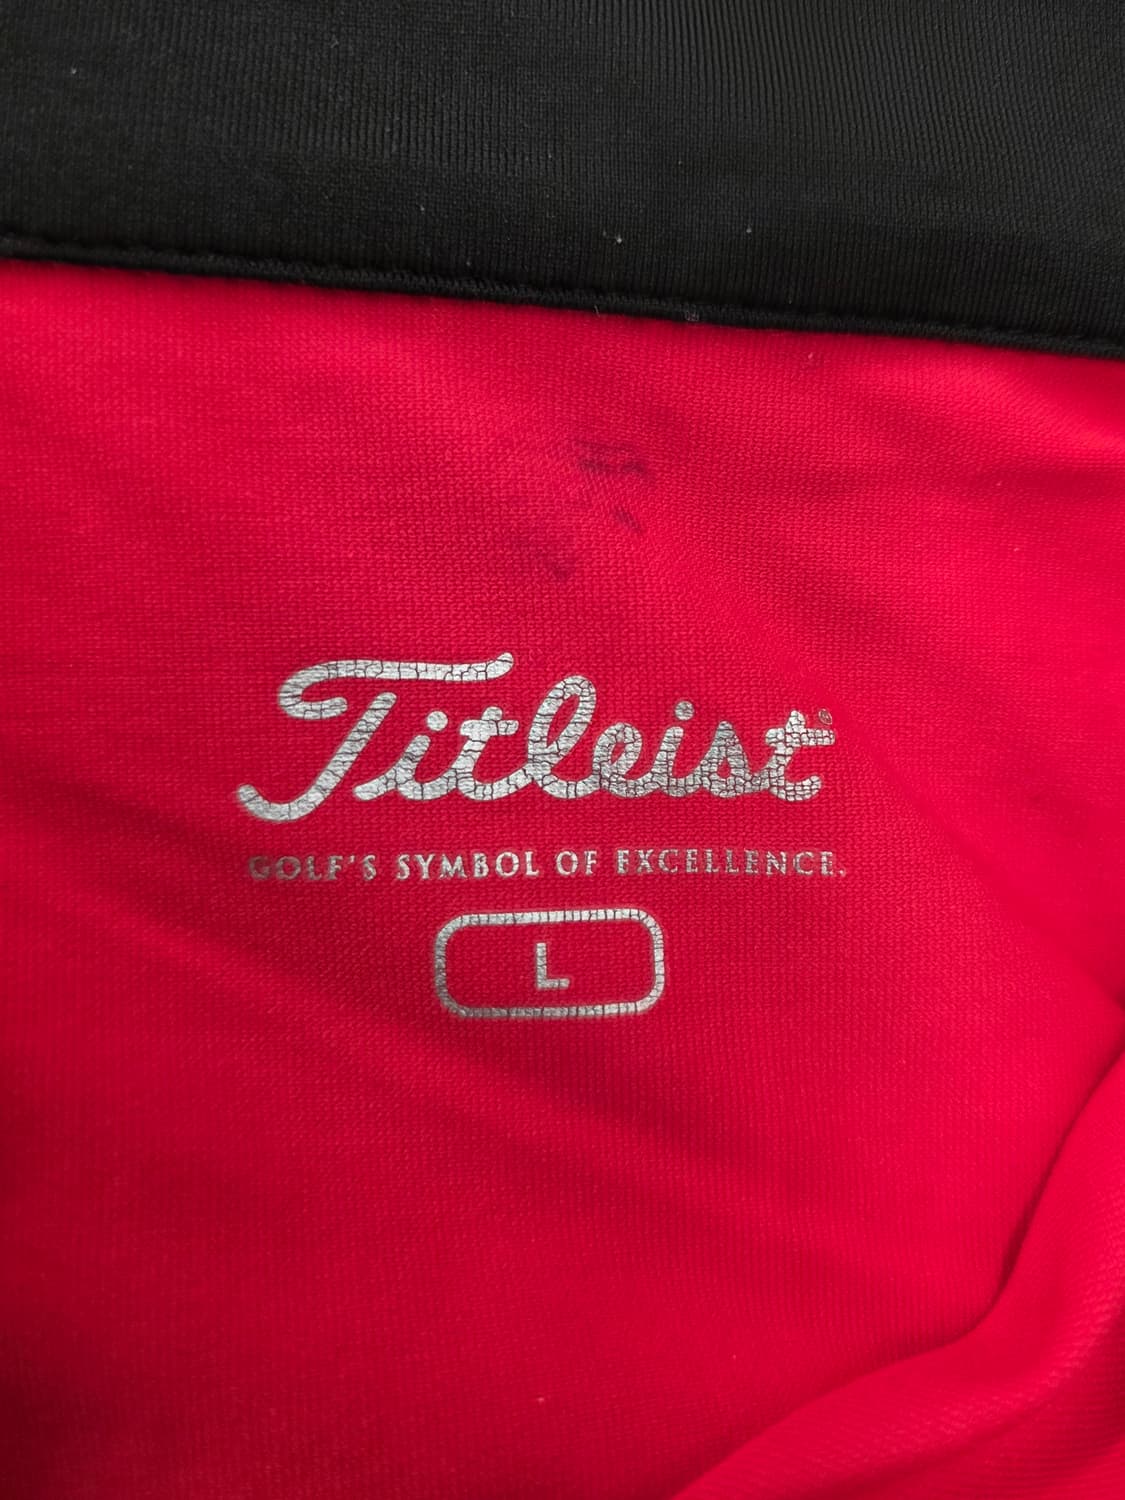 Titleist®
GOLF'S SYMBOL OF EXCELLENCE.
L